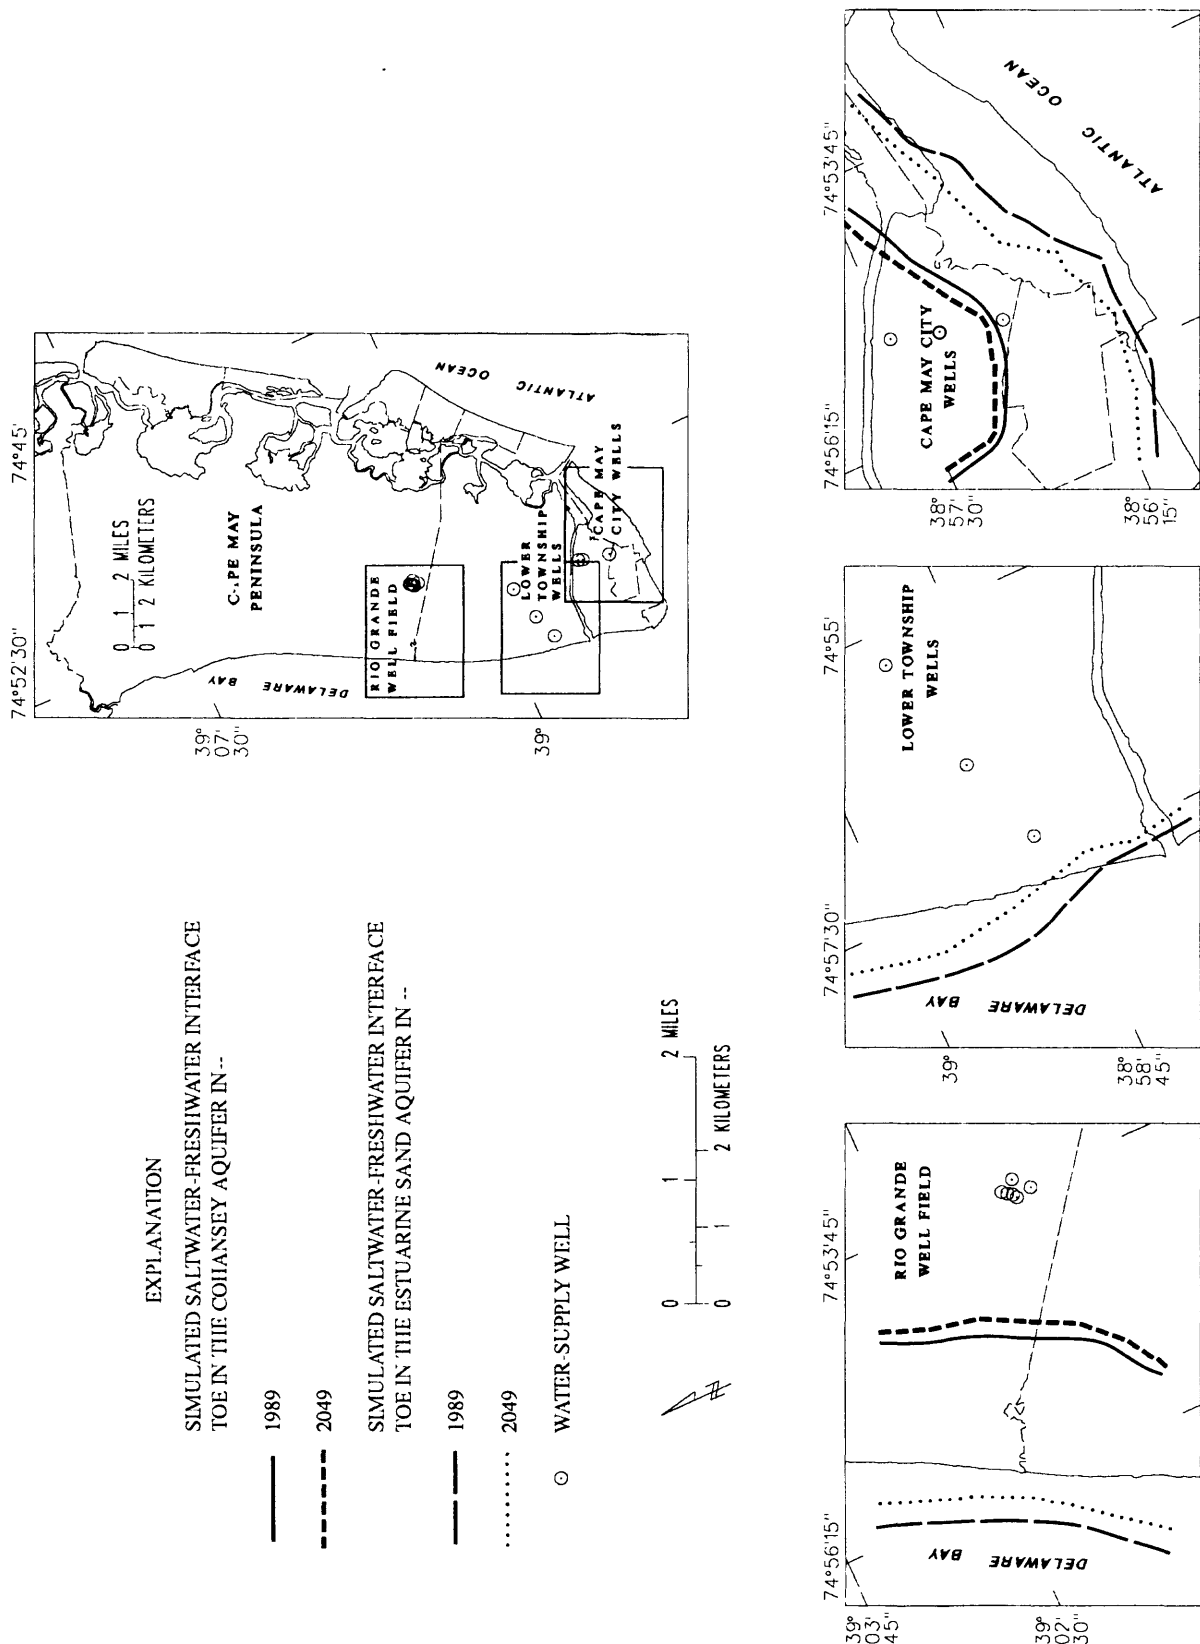 EXPLANATION
SIMULATED SALTWATER-FRESHWATER INTERFACE
TOE IN THE COHANSEY AQUIFER IN --
1989
2049
SIMULATED SALTWATER-FRESHWATER INTERFACE
TOE IN THE ESTUARINE SAND AQUIFER IN --
1989
2049
WATER-SUPPLY WELL
0 1 2 MILES
0 1 2 KILOMETERS
74°52'30"
74°45'
39°
07'
30"
39°
0 1 2 MILES
0 1 2 KILOMETERS
C.PE MAY
PENINSULA
DELAWARE BAY
ATLANTIC OCEAN
RIO GRANDE
WELL FIELD
LOWER
TOWNSHIP
WELLS
CAPE MAY
CITY WELLS
74°56'15"
74°53'45"
39°
03'
45"
39°
02'
30"
DELAWARE BAY
RIO GRANDE
WELL FIELD
74°57'30"
74°55'
39°
38°
58'
45"
DELAWARE BAY
LOWER TOWNSHIP
WELLS
74°56'15"
74°53'45"
38°
57'
30"
38°
56'
15"
CAPE MAY CITY
WELLS
ATLANTIC OCEAN